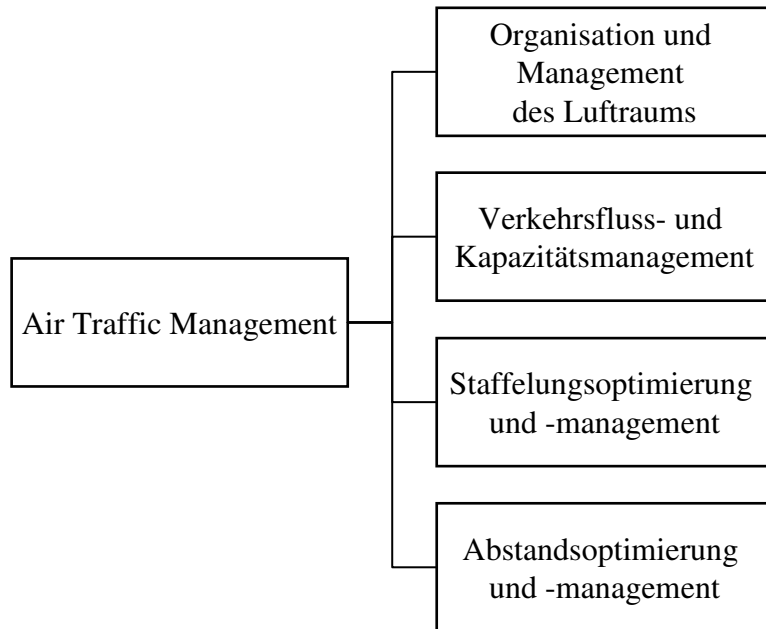 Organisation und
Management
des Luftraums
Verkehrsfluss- und
Kapazitätsmanagement
Air Traffic Management
Staffelungsoptimierung
und -management
Abstandsoptimierung
und -management